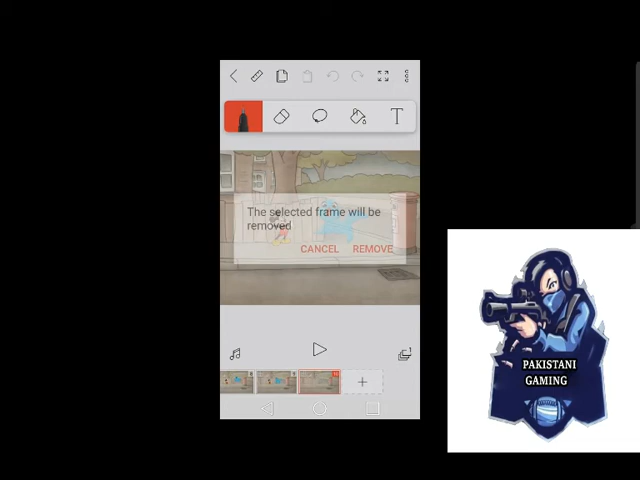 T
The selected frame will be
removed
CANCEL REMOVE
PAKISTANI
GAMING